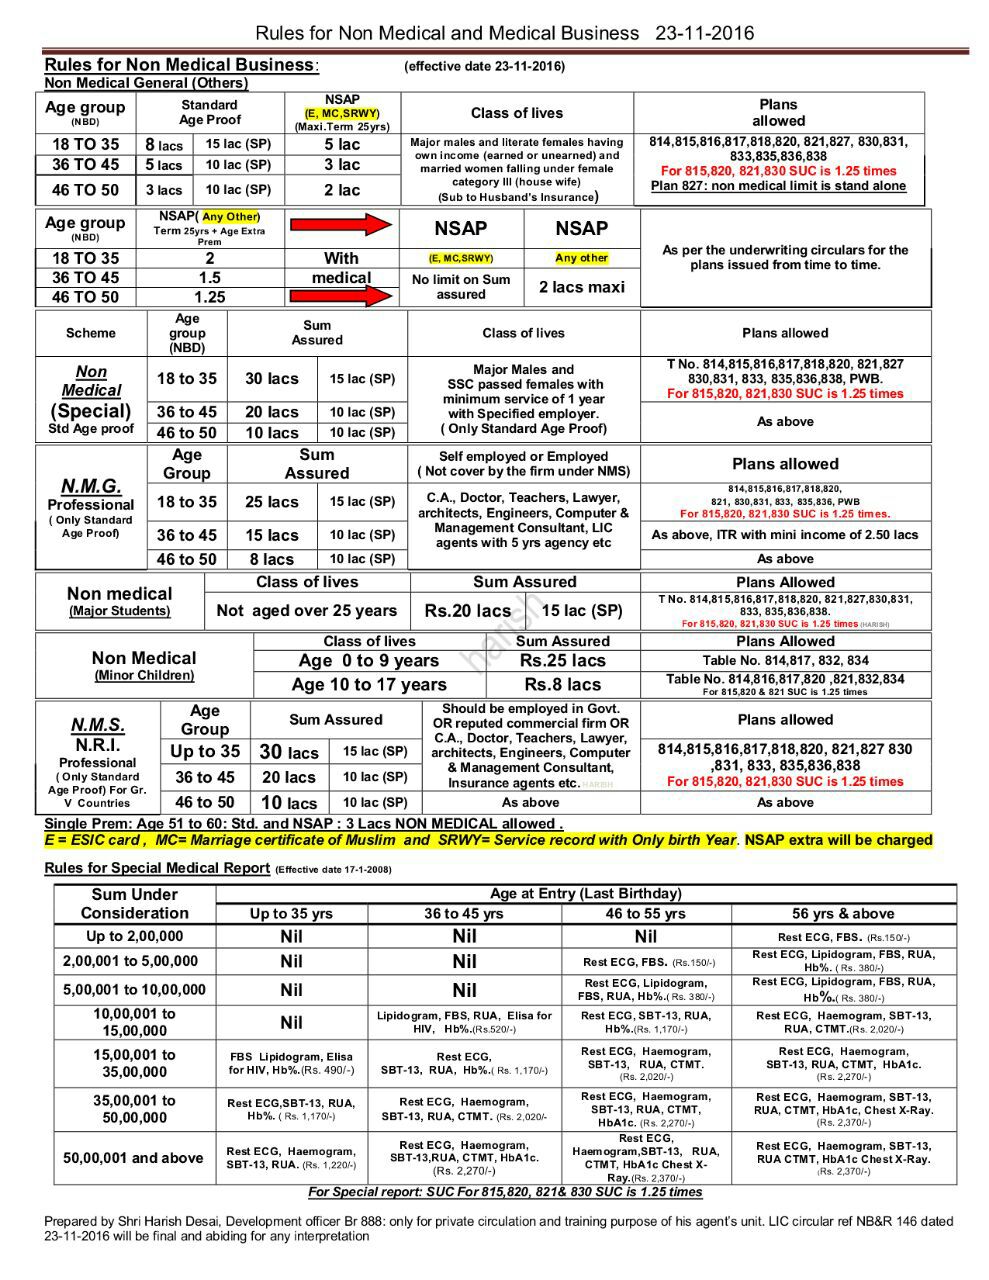 Rules for Non Medical and Medical Business 23-11-2016
Rules for Non Medical Business: (effective date 23-11-2016)
Non Medical General (Others)
Age group (NBD) Standard Age Proof NSAP (E, MC,SRWY) (Maxi.Term 25yrs) Class of lives Plans allowed
18 TO 35 8 lacs 15 lac (SP) 5 lac
36 TO 45 5 lacs 10 lac (SP) 3 lac
46 TO 50 3 lacs 10 lac (SP) 2 lac
Major males and literate females having
own income (earned or unearned) and
married women falling under female
category III (house wife)
(Sub to Husband's Insurance)
814,815,816,817,818,820, 821,827, 830,831,
833,835,836,838
For 815,820, 821,830 SUC is 1.25 times
Plan 827: non medical limit is stand alone
Age group (NBD) NSAP( Any Other) Term 25yrs + Age Extra Prem NSAP NSAP
18 TO 35 2 With (E, MC,SRWY) Any other
36 TO 45 1.5 medical No limit on Sum assured 2 lacs maxi
46 TO 50 1.25
As per the underwriting circulars for the
plans issued from time to time.
Scheme Age group (NBD) Sum Assured Class of lives Plans allowed
Non
Medical
(Special)
Std Age proof
18 to 35 30 lacs 15 lac (SP)
36 to 45 20 lacs 10 lac (SP)
46 to 50 10 lacs 10 lac (SP)
Major Males and
SSC passed females with
minimum service of 1 year
with Specified employer.
( Only Standard Age Proof)
T No. 814,815,816,817,818,820, 821,827
830,831, 833, 835,836,838, PWB.
For 815,820, 821,830 SUC is 1.25 times
As above
N.M.G.
Professional
( Only Standard
Age Proof)
Age Group Sum Assured
18 to 35 25 lacs 15 lac (SP)
36 to 45 15 lacs 10 lac (SP)
46 to 50 8 lacs 10 lac (SP)
Self employed or Employed
( Not cover by the firm under NMS)
C.A., Doctor, Teachers, Lawyer,
architects, Engineers, Computer &
Management Consultant, LIC
agents with 5 yrs agency etc
Plans allowed
814,815,816,817,818,820,
821, 830,831, 833, 835,836, PWB
For 815,820, 821,830 SUC is 1.25 times.
As above, ITR with mini income of 2.50 lacs
As above
Non medical
(Major Students)
Class of lives Sum Assured Plans Allowed
Not aged over 25 years Rs.20 lacs 15 lac (SP)
T No. 814,815,816,817,818,820, 821,827,830,831,
833, 835,836,838.
For 815,820, 821,830 SUC is 1.25 times (HARISH)
harish
Non Medical
(Minor Children)
Class of lives Sum Assured Plans Allowed
Age 0 to 9 years Rs.25 lacs Table No. 814,817, 832, 834
Age 10 to 17 years Rs.8 lacs Table No. 814,816,817,820 ,821,832,834
For 815,820 & 821 SUC is 1.25 times
N.M.S.
N.R.I.
Professional
( Only Standard
Age Proof) For Gr.
V Countries
Age Group Sum Assured
Up to 35 30 lacs 15 lac (SP)
36 to 45 20 lacs 10 lac (SP)
46 to 50 10 lacs 10 lac (SP)
Should be employed in Govt.
OR reputed commercial firm OR
C.A., Doctor, Teachers, Lawyer,
architects, Engineers, Computer
& Management Consultant,
Insurance agents etc. HARISH
As above
Plans allowed
814,815,816,817,818,820, 821,827 830
,831, 833, 835,836,838
For 815,820, 821,830 SUC is 1.25 times
As above
Single Prem: Age 51 to 60: Std. and NSAP : 3 Lacs NON MEDICAL allowed .
E = ESIC card , MC= Marriage certificate of Muslim and SRWY= Service record with Only birth Year. NSAP extra will be charged
Rules for Special Medical Report (Effective date 17-1-2008)
Sum Under Consideration Age at Entry (Last Birthday)
Up to 35 yrs 36 to 45 yrs 46 to 55 yrs 56 yrs & above
Up to 2,00,000 Nil Nil Nil Rest ECG, FBS. (Rs.150/-)
2,00,001 to 5,00,000 Nil Nil Rest ECG, FBS. (Rs.150/-) Rest ECG, Lipidogram, FBS, RUA, Hb%. ( Rs. 380/-)
5,00,001 to 10,00,000 Nil Nil Rest ECG, Lipidogram, FBS, RUA, Hb%.( Rs. 380/-) Rest ECG, Lipidogram, FBS, RUA, Hb%.( Rs. 380/-)
10,00,001 to 15,00,000 Nil Lipidogram, FBS, RUA, Elisa for HIV, Hb%.(Rs.520/-) Rest ECG, SBT-13, RUA, Hb%.(Rs. 1,170/-) Rest ECG, Haemogram, SBT-13, RUA, CTMT.(Rs. 2,020/-)
15,00,001 to 35,00,000 FBS Lipidogram, Elisa for HIV, Hb%.(Rs. 490/-) Rest ECG, SBT-13, RUA, Hb%.( Rs. 1,170/-) Rest ECG, Haemogram, SBT-13, RUA, CTMT. (Rs. 2,020/-) Rest ECG, Haemogram, SBT-13, RUA, CTMT, HbA1c. (Rs. 2,270/-)
35,00,001 to 50,00,000 Rest ECG,SBT-13, RUA, Hb%. ( Rs. 1,170/-) Rest ECG, Haemogram, SBT-13, RUA, CTMT. (Rs. 2,020/- Rest ECG, Haemogram, SBT-13, RUA, CTMT, HbA1c. (Rs. 2,270/-) Rest ECG, Haemogram, SBT-13, RUA, CTMT, HbA1c, Chest X-Ray. (Rs. 2,370/-)
50,00,001 and above Rest ECG, Haemogram, SBT-13, RUA. (Rs. 1,220/-) Rest ECG, Haemogram, SBT-13,RUA, CTMT, HbA1c. (Rs. 2,270/-) Rest ECG, Haemogram,SBT-13, RUA, CTMT, HbA1c Chest X-Ray.(Rs. 2,370/-) Rest ECG, Haemogram, SBT-13, RUA CTMT, HbA1c Chest X-Ray. (Rs. 2,370/-)
For Special report: SUC For 815,820, 821& 830 SUC is 1.25 times
Prepared by Shri Harish Desai, Development officer Br 888: only for private circulation and training purpose of his agent's unit. LIC circular ref NB&R 146 dated
23-11-2016 will be final and abiding for any interpretation